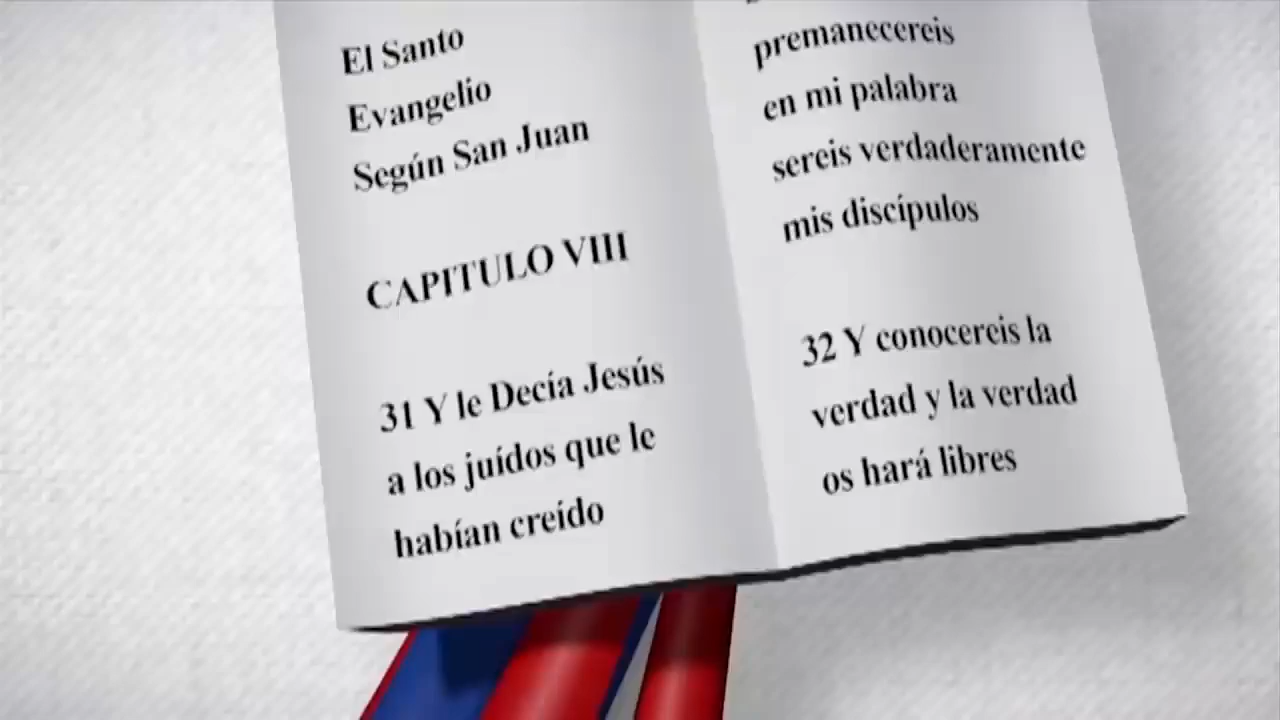 El Santo
Evangelio
Según San Juan
CAPITULO VIII
31 Y le Decía Jesús
a los juídos que le
habían creído
premanecereis
en mi palabra
sereis verdaderamente
mis discípulos
32 Y conocereis la
verdad y la verdad
os hará libres